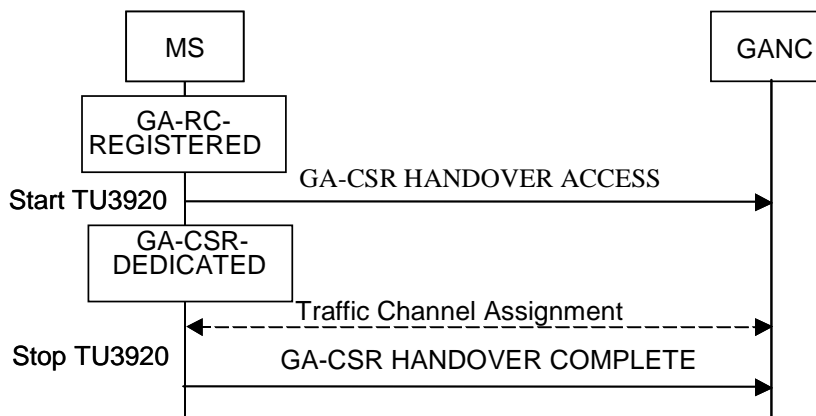 MS
GANC
GA-RC-
REGISTERED
GA-CSR HANDOVER ACCESS
Start TU3920
GA-CSR-
DEDICATED
Traffic Channel Assignment
Stop TU3920
GA-CSR HANDOVER COMPLETE